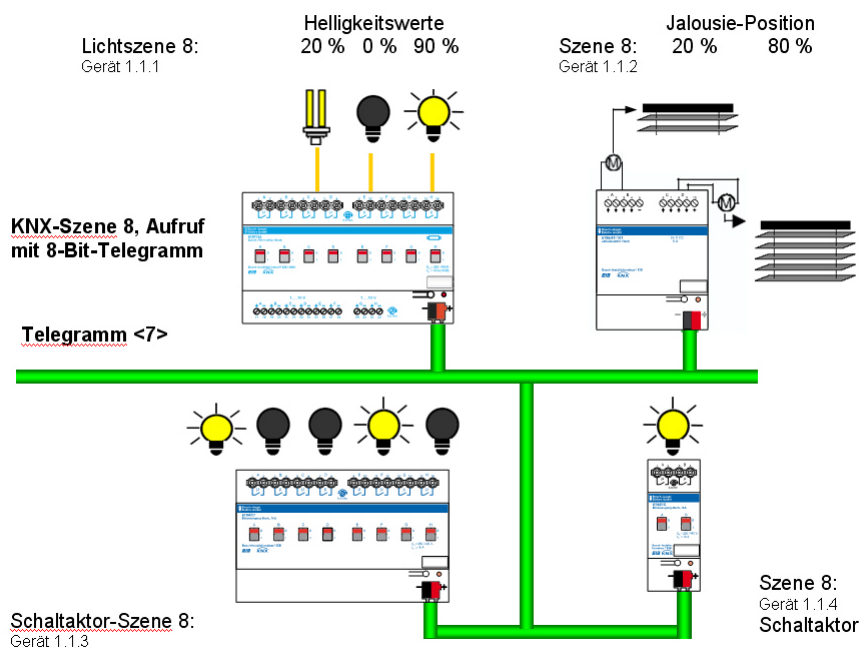 Helligkeitswerte
Jalousie-Position
Lichtszene 8:
20 % 0 % 90 %
Szene 8:
20 % 80 %
Gerät 1.1.1
Gerät 1.1.2
M
M
KNX-Szene 8, Aufruf
mit 8-Bit-Telegramm
Telegramm <7>
Szene 8:
Gerät 1.1.4
Schaltaktor
Schaltaktor-Szene 8:
Gerät 1.1.3